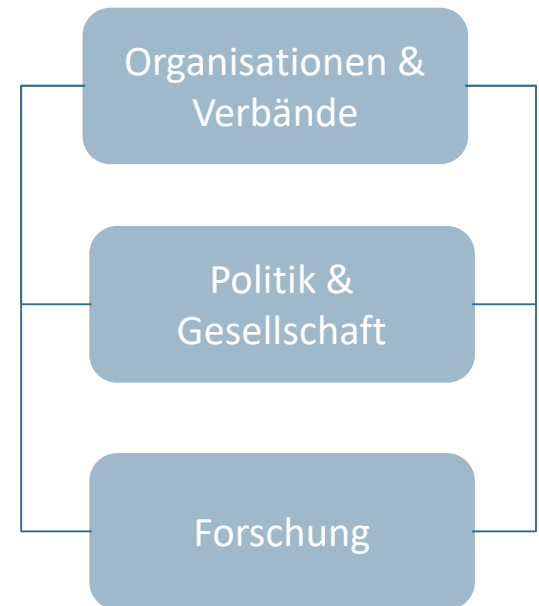 Organisationen &
Verbände
Politik &
Gesellschaft
Forschung